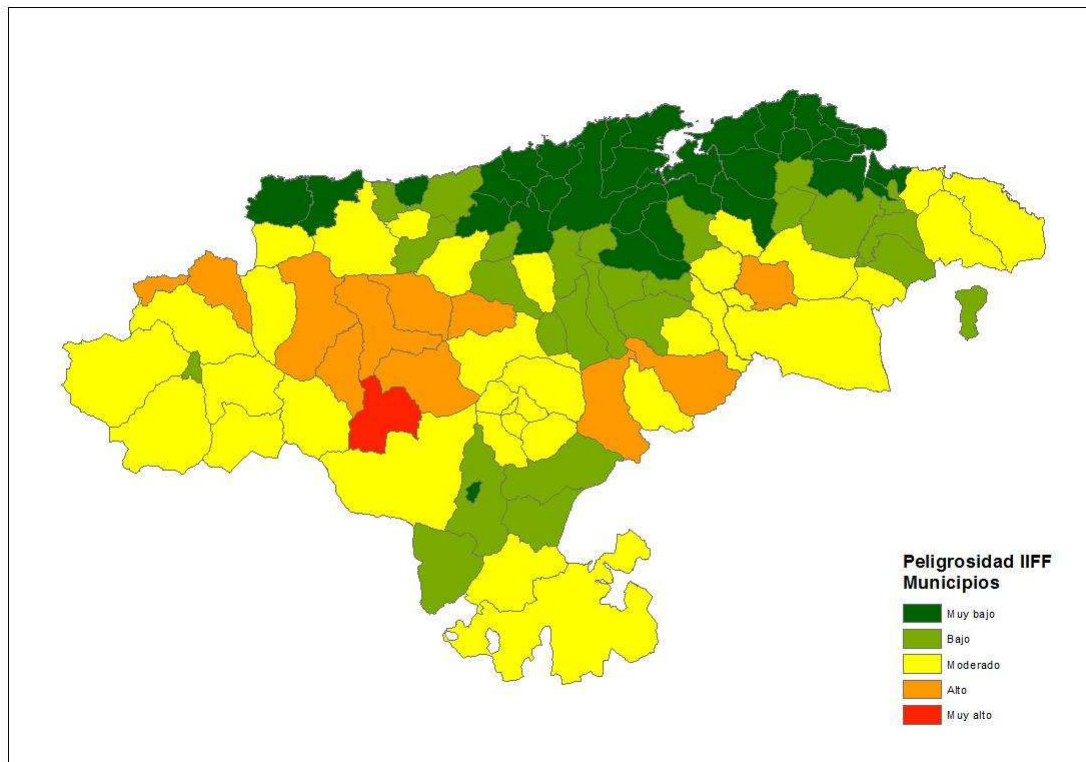 Peligrosidad IIFF
Municipios
Muy bajo
Bajo
Moderado
Alto
Muy alto